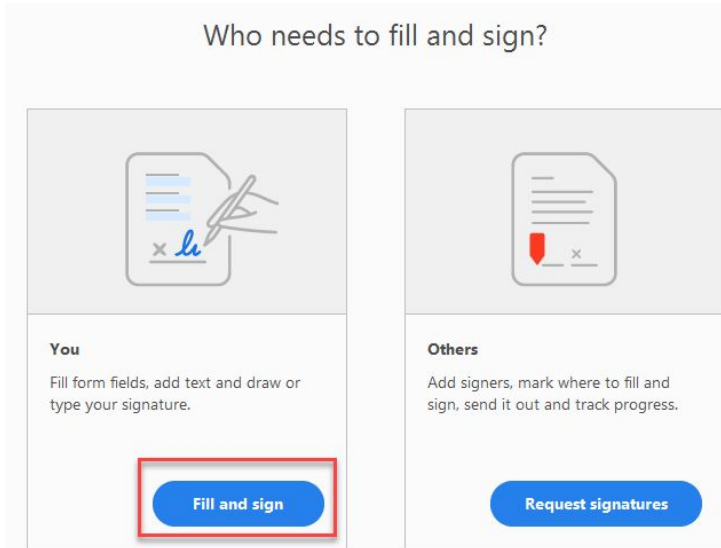 Who needs to fill and sign?
You
Fill form fields, add text and draw or
type your signature.
Fill and sign
Others
Add signers, mark where to fill and
sign, send it out and track progress.
Request signatures